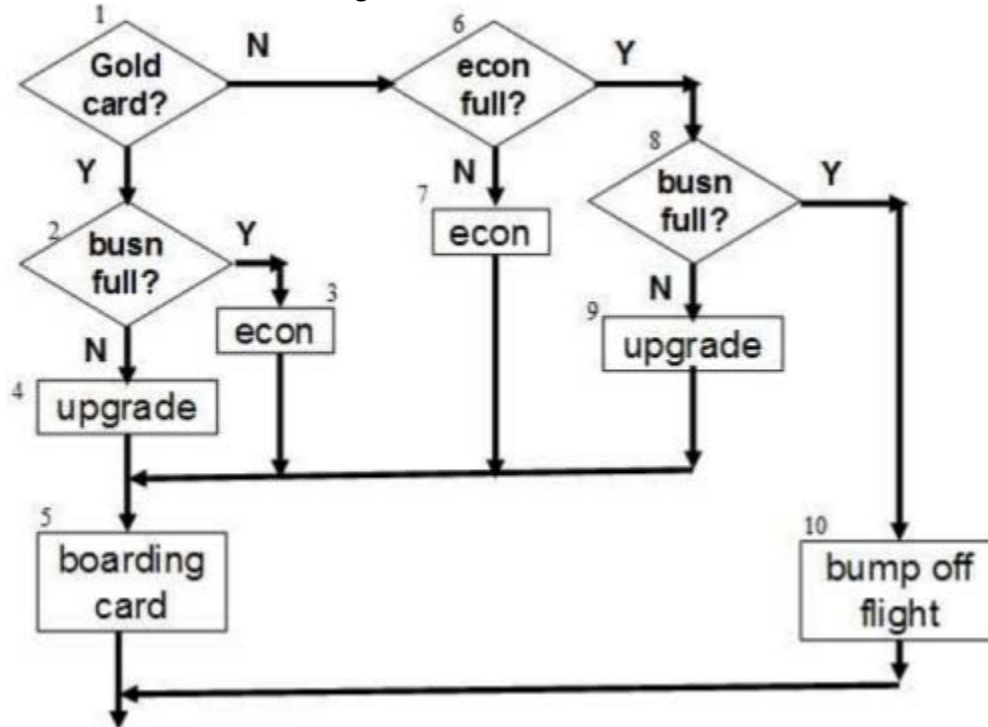 1
Gold
card?
N
6
econ
full?
Y
Y
N
7
econ
8
busn
full?
Y
2
busn
full?
Y
3
econ
N
4
upgrade
N
9
upgrade
5
boarding
card
10
bump off
flight